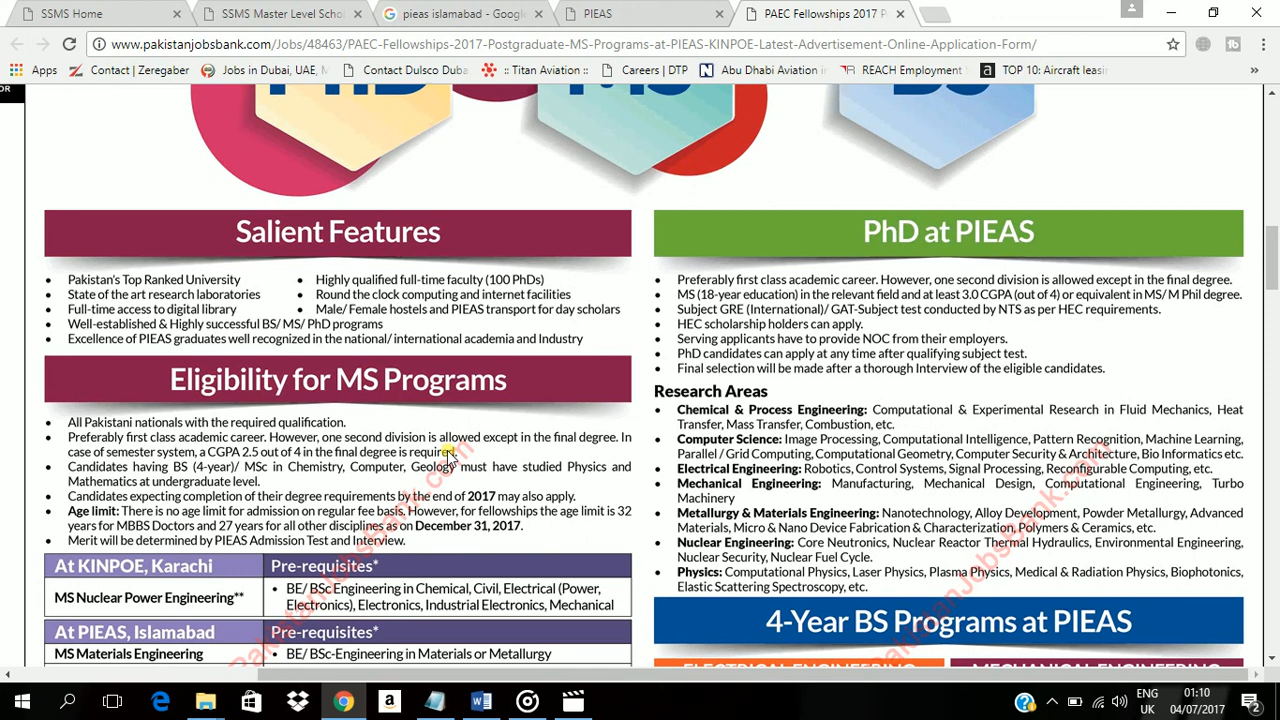 SSMS Home
SSMS Master Level Schol
pieas islamabad - Google
PIEAS
PAEC Fellowships 2017 P
www.pakistanjobsbank.com/Jobs/48463/PAEC-Fellowships-2017-Postgraduate-MS-Programs-at-PIEAS-KINPOE-Latest-Advertisement-Online-Application-Form/
Apps
Contact | Zeregaber
Jobs in Dubai, UAE, M
Contact Dulsco Duba
:: Titan Aviation ::
Careers | DTP
Abu Dhabi Aviation in
REACH Employment
TOP 10: Aircraft leasin
OR
PhD
MS
BS
Salient Features
• Pakistan's Top Ranked University
• Highly qualified full-time faculty (100 PhDs)
• State of the art research laboratories
• Round the clock computing and internet facilities
• Full-time access to digital library
• Male/ Female hostels and PIEAS transport for day scholars
• Well-established & Highly successful BS/ MS/ PhD programs
• Excellence of PIEAS graduates well recognized in the national/ international academia and Industry
Eligibility for MS Programs
• All Pakistani nationals with the required qualification.
• Preferably first class academic career. However, one second division is allowed except in the final degree. In
case of semester system, a CGPA 2.5 out of 4 in the final degree is required.
• Candidates having BS (4-year)/ MSc in Chemistry, Computer, Geology must have studied Physics and
Mathematics at undergraduate level.
• Candidates expecting completion of their degree requirements by the end of 2017 may also apply.
• Age limit: There is no age limit for admission on regular fee basis. However, for fellowships the age limit is 32
years for MBBS Doctors and 27 years for all other disciplines as on December 31, 2017.
• Merit will be determined by PIEAS Admission Test and Interview.
At KINPOE, Karachi
Pre-requisites*
MS Nuclear Power Engineering**
• BE/ BSc Engineering in Chemical, Civil, Electrical (Power,
Electronics), Electronics, Industrial Electronics, Mechanical
At PIEAS, Islamabad
Pre-requisites*
MS Materials Engineering
• BE/ BSc-Engineering in Materials or Metallurgy
PakistanJobsBank.com
PhD at PIEAS
• Preferably first class academic career. However, one second division is allowed except in the final degree.
• MS (18-year education) in the relevant field and at least 3.0 CGPA (out of 4) or equivalent in MS/ M Phil degree.
• Subject GRE (International)/ GAT-Subject test conducted by NTS as per HEC requirements.
• HEC scholarship holders can apply.
• Serving applicants have to provide NOC from their employers.
• PhD candidates can apply at any time after qualifying subject test.
• Final selection will be made after a thorough Interview of the eligible candidates.
Research Areas
• Chemical & Process Engineering: Computational & Experimental Research in Fluid Mechanics, Heat
Transfer, Mass Transfer, Combustion, etc.
• Computer Science: Image Processing, Computational Intelligence, Pattern Recognition, Machine Learning,
Parallel / Grid Computing, Computational Geometry, Computer Security & Architecture, Bio Informatics etc.
• Electrical Engineering: Robotics, Control Systems, Signal Processing, Reconfigurable Computing, etc.
• Mechanical Engineering: Manufacturing, Mechanical Design, Computational Engineering, Turbo
Machinery
• Metallurgy & Materials Engineering: Nanotechnology, Alloy Development, Powder Metallurgy, Advanced
Materials, Micro & Nano Device Fabrication & Characterization, Polymers & Ceramics, etc.
• Nuclear Engineering: Core Neutronics, Nuclear Reactor Thermal Hydraulics, Environmental Engineering,
Nuclear Security, Nuclear Fuel Cycle.
• Physics: Computational Physics, Laser Physics, Plasma Physics, Medical & Radiation Physics, Biophotonics,
Elastic Scattering Spectroscopy, etc.
4-Year BS Programs at PIEAS
ELECTRICAL ENGINEERING
MECHANICAL ENGINEERING
PakistanJobsBank.com
ENG
UK
01:10
04/07/2017
2